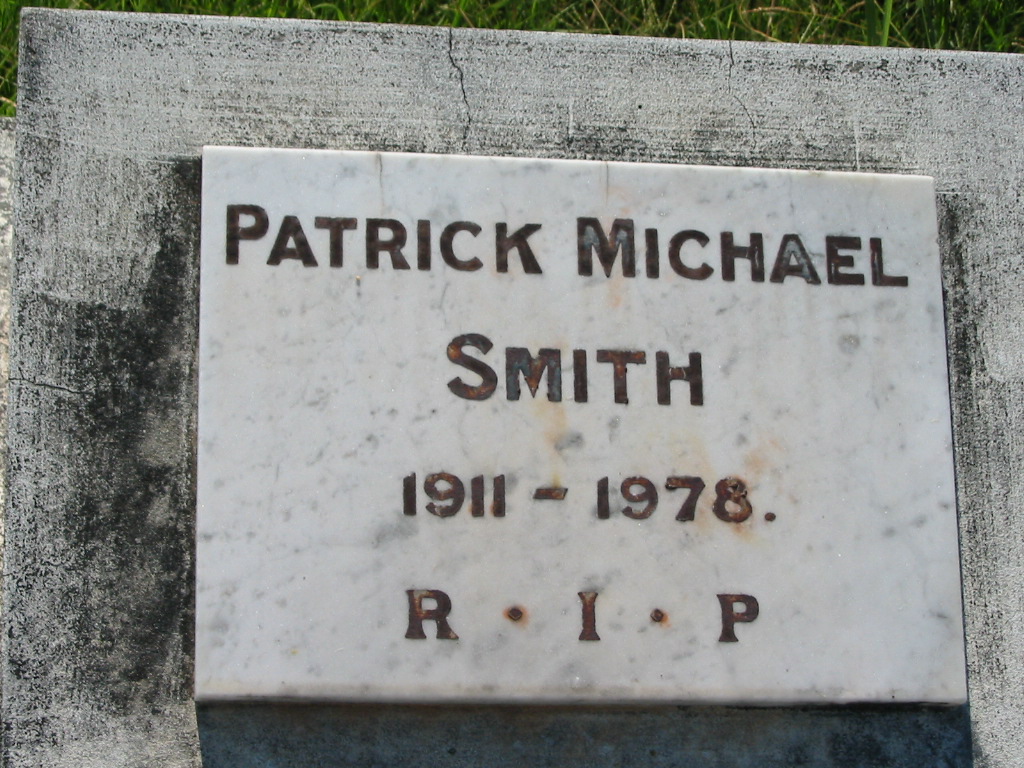 PATRICK MICHAEL
SMITH
1911 - 1978.
R · I · P